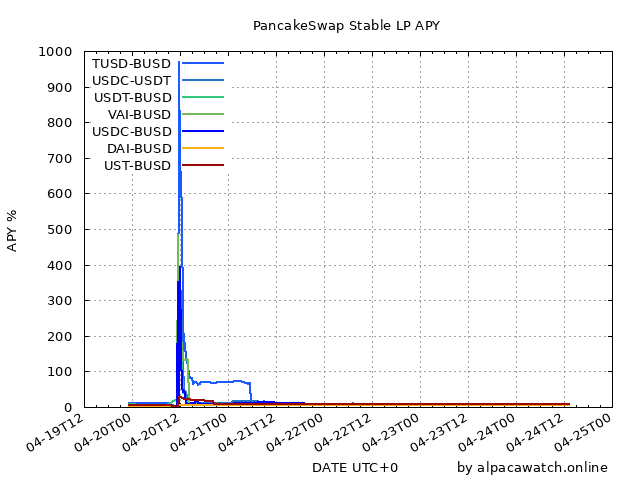 PancakeSwap Stable LP APY
1000
900
800
700
600
500
400
300
200
100
0
APY %
TUSD-BUSD
USDC-USDT
USDT-BUSD
VAI-BUSD
USDC-BUSD
DAI-BUSD
UST-BUSD
04-19T12
04-20T00
04-20T12
04-21T00
04-21T12
04-22T00
04-22T12
04-23T00
04-23T12
04-24T00
04-24T12
04-25T00
DATE UTC+0
by alpacawatch.online